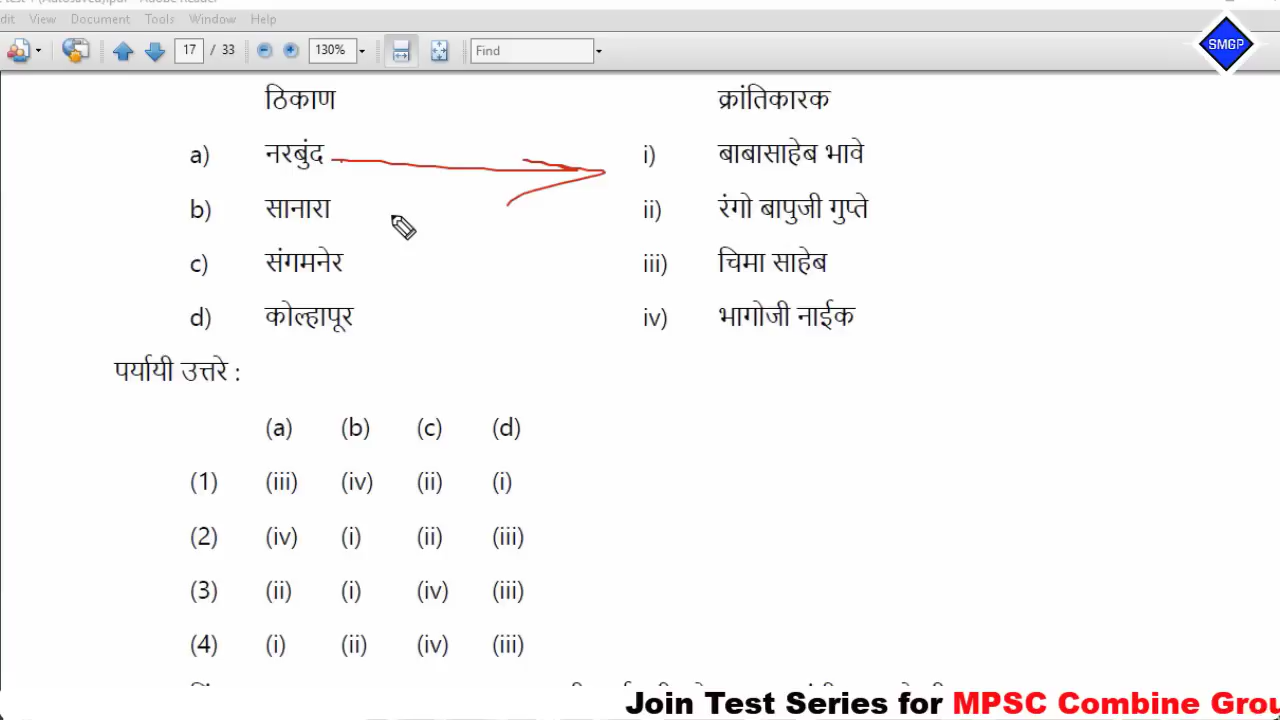 dit View Document Tools Window Help
17 / 33 130% Find
SMGP
ठिकाण क्रांतिकारक
a) नरबुंद i) बाबासाहेब भावे
b) सानारा ii) रंगो बापुजी गुप्ते
c) संगमनेर iii) चिमा साहेब
d) कोल्हापूर iv) भागोजी नाईक
पर्यायी उत्तरे :
(a) (b) (c) (d)
(1) (iii) (iv) (ii) (i)
(2) (iv) (i) (ii) (iii)
(3) (ii) (i) (iv) (iii)
(4) (i) (ii) (iv) (iii)
Join Test Series for MPSC Combine Grou